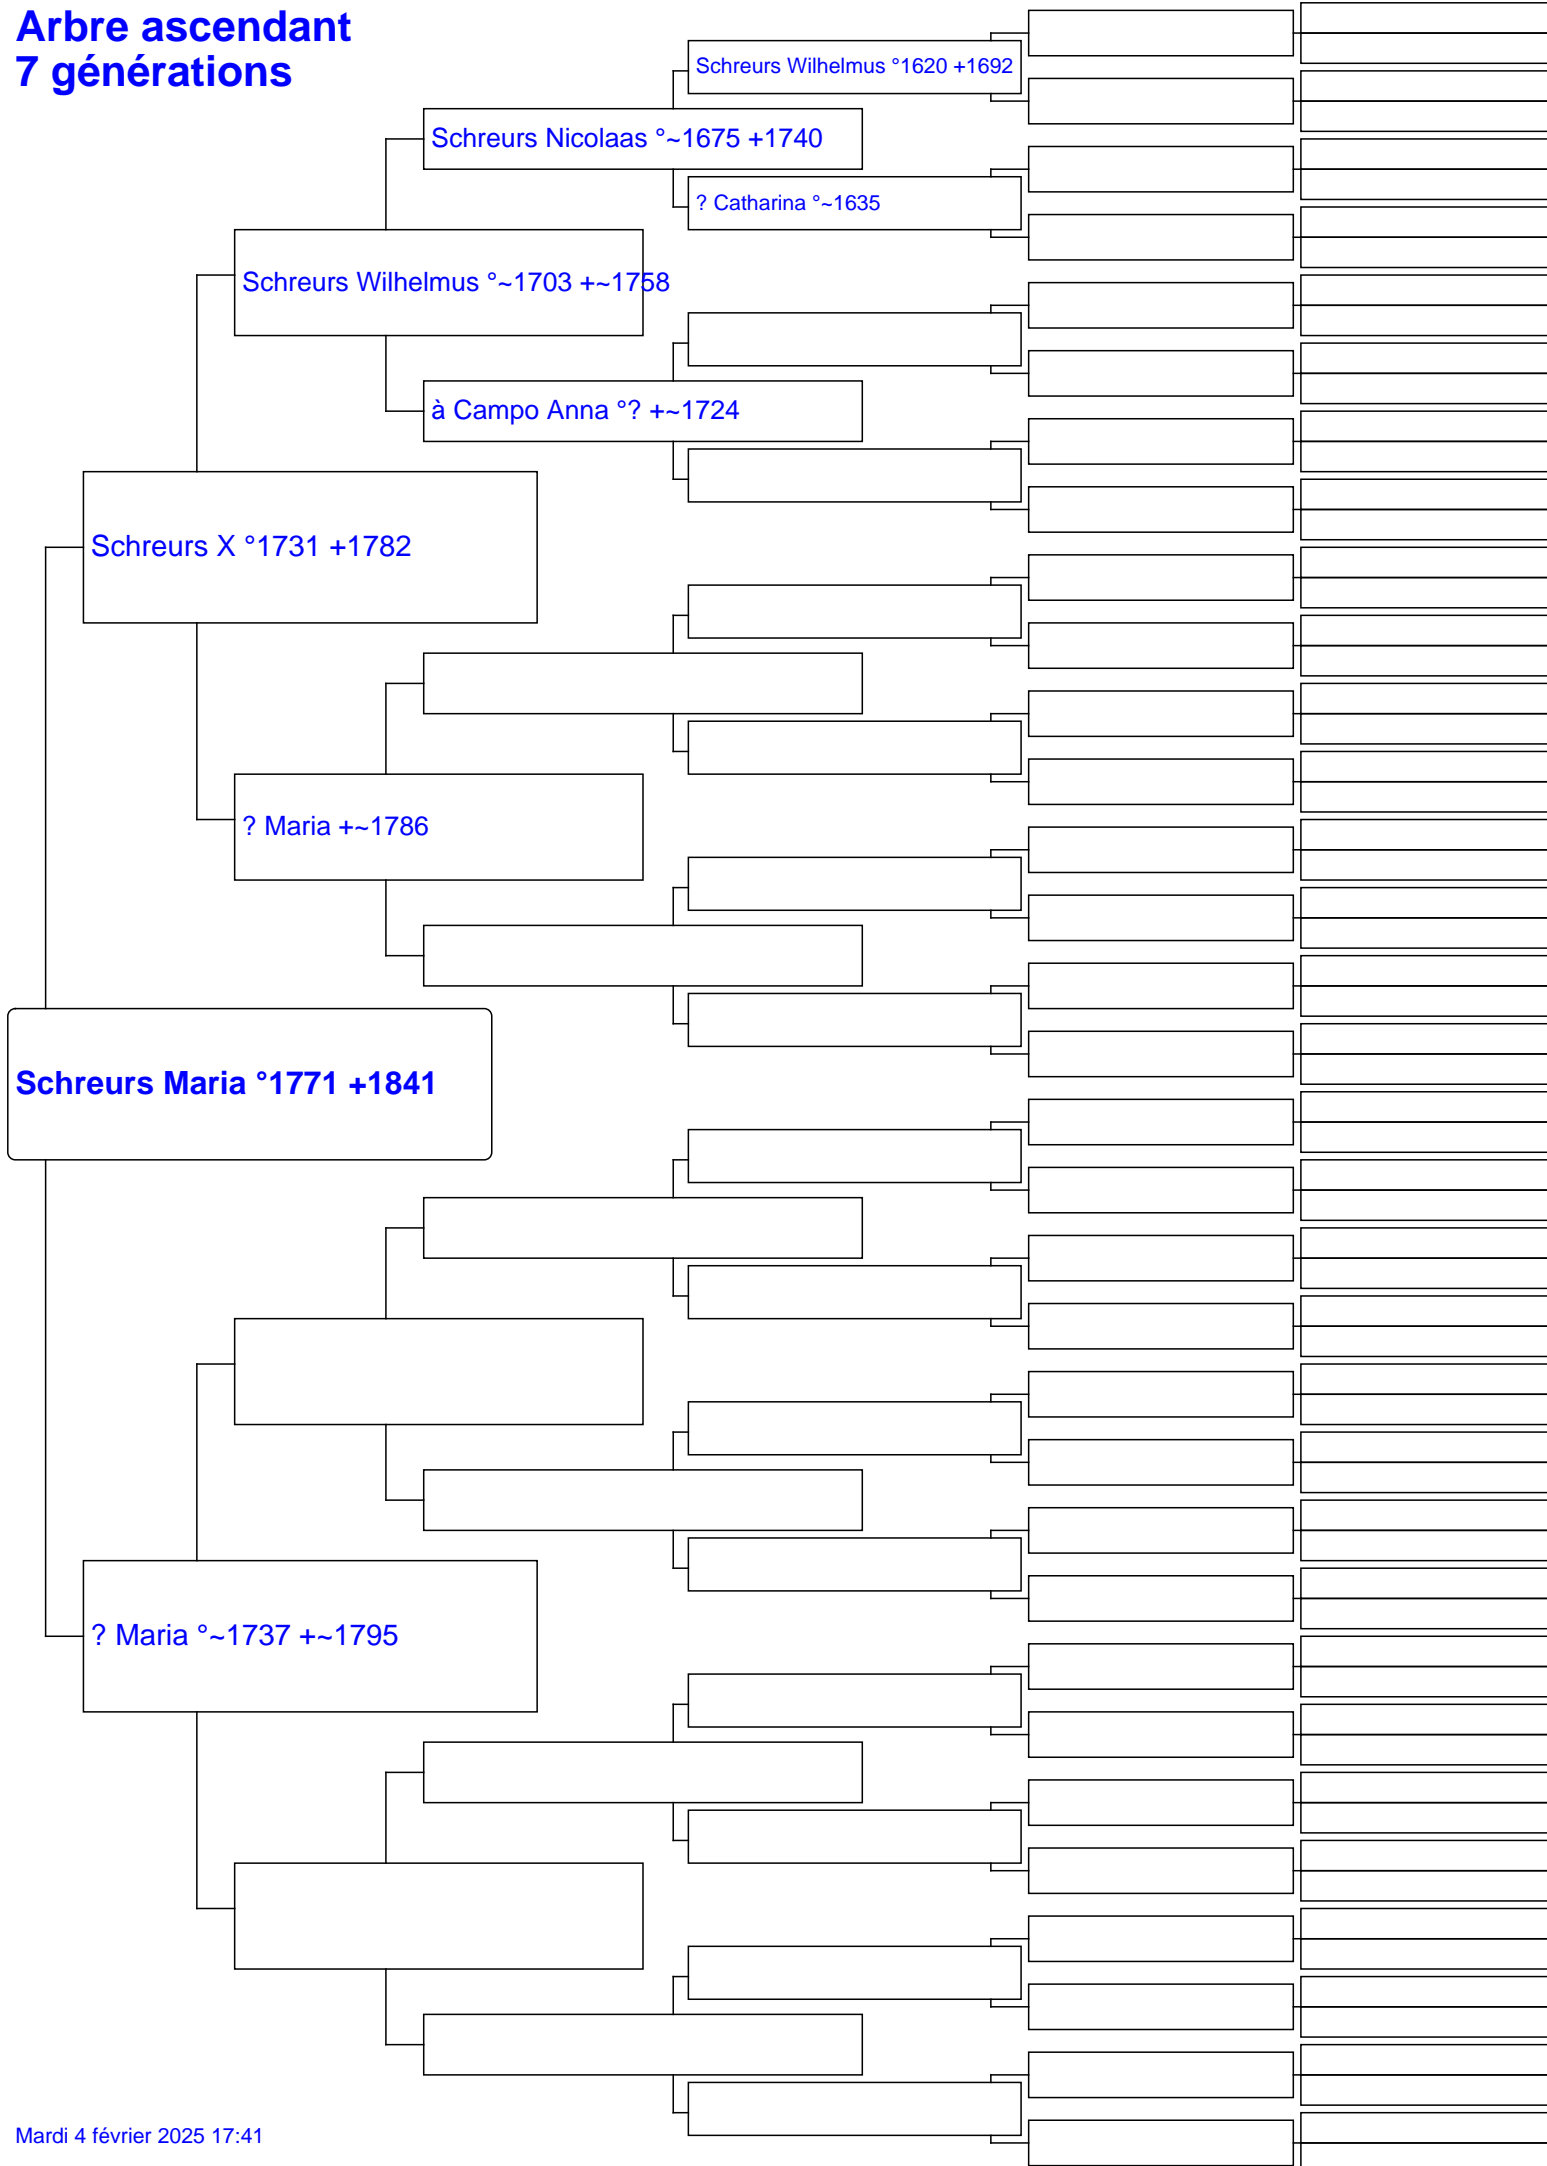 Arbre ascendant
7 générations
Schreurs Wilhelmus °1620 +1692
Schreurs Nicolaas °~1675 +1740
? Catharina °~1635
Schreurs Wilhelmus °~1703 +~1758
à Campo Anna °? +~1724
Schreurs X °1731 +1782
? Maria +~1786
Schreurs Maria °1771 +1841
? Maria °~1737 +~1795
Mardi 4 février 2025 17:41